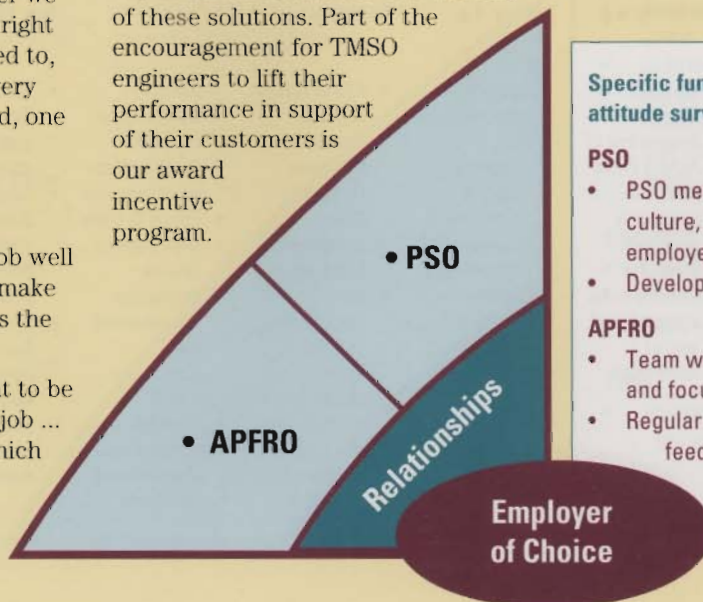 right
ed to,
ery
d, one
ob well
make
s the
t to be
job ...
hich
of these solutions. Part of the
encouragement for TMSO
engineers to lift their
performance in support
of their customers is
our award
incentive
program.
• PSO
• APFRO
Relationships
Employer
of Choice
Specific fun
attitude surv
PSO
• PSO me
culture,
employe
• Develop
APFRO
• Team w
and focu
• Regular
feed